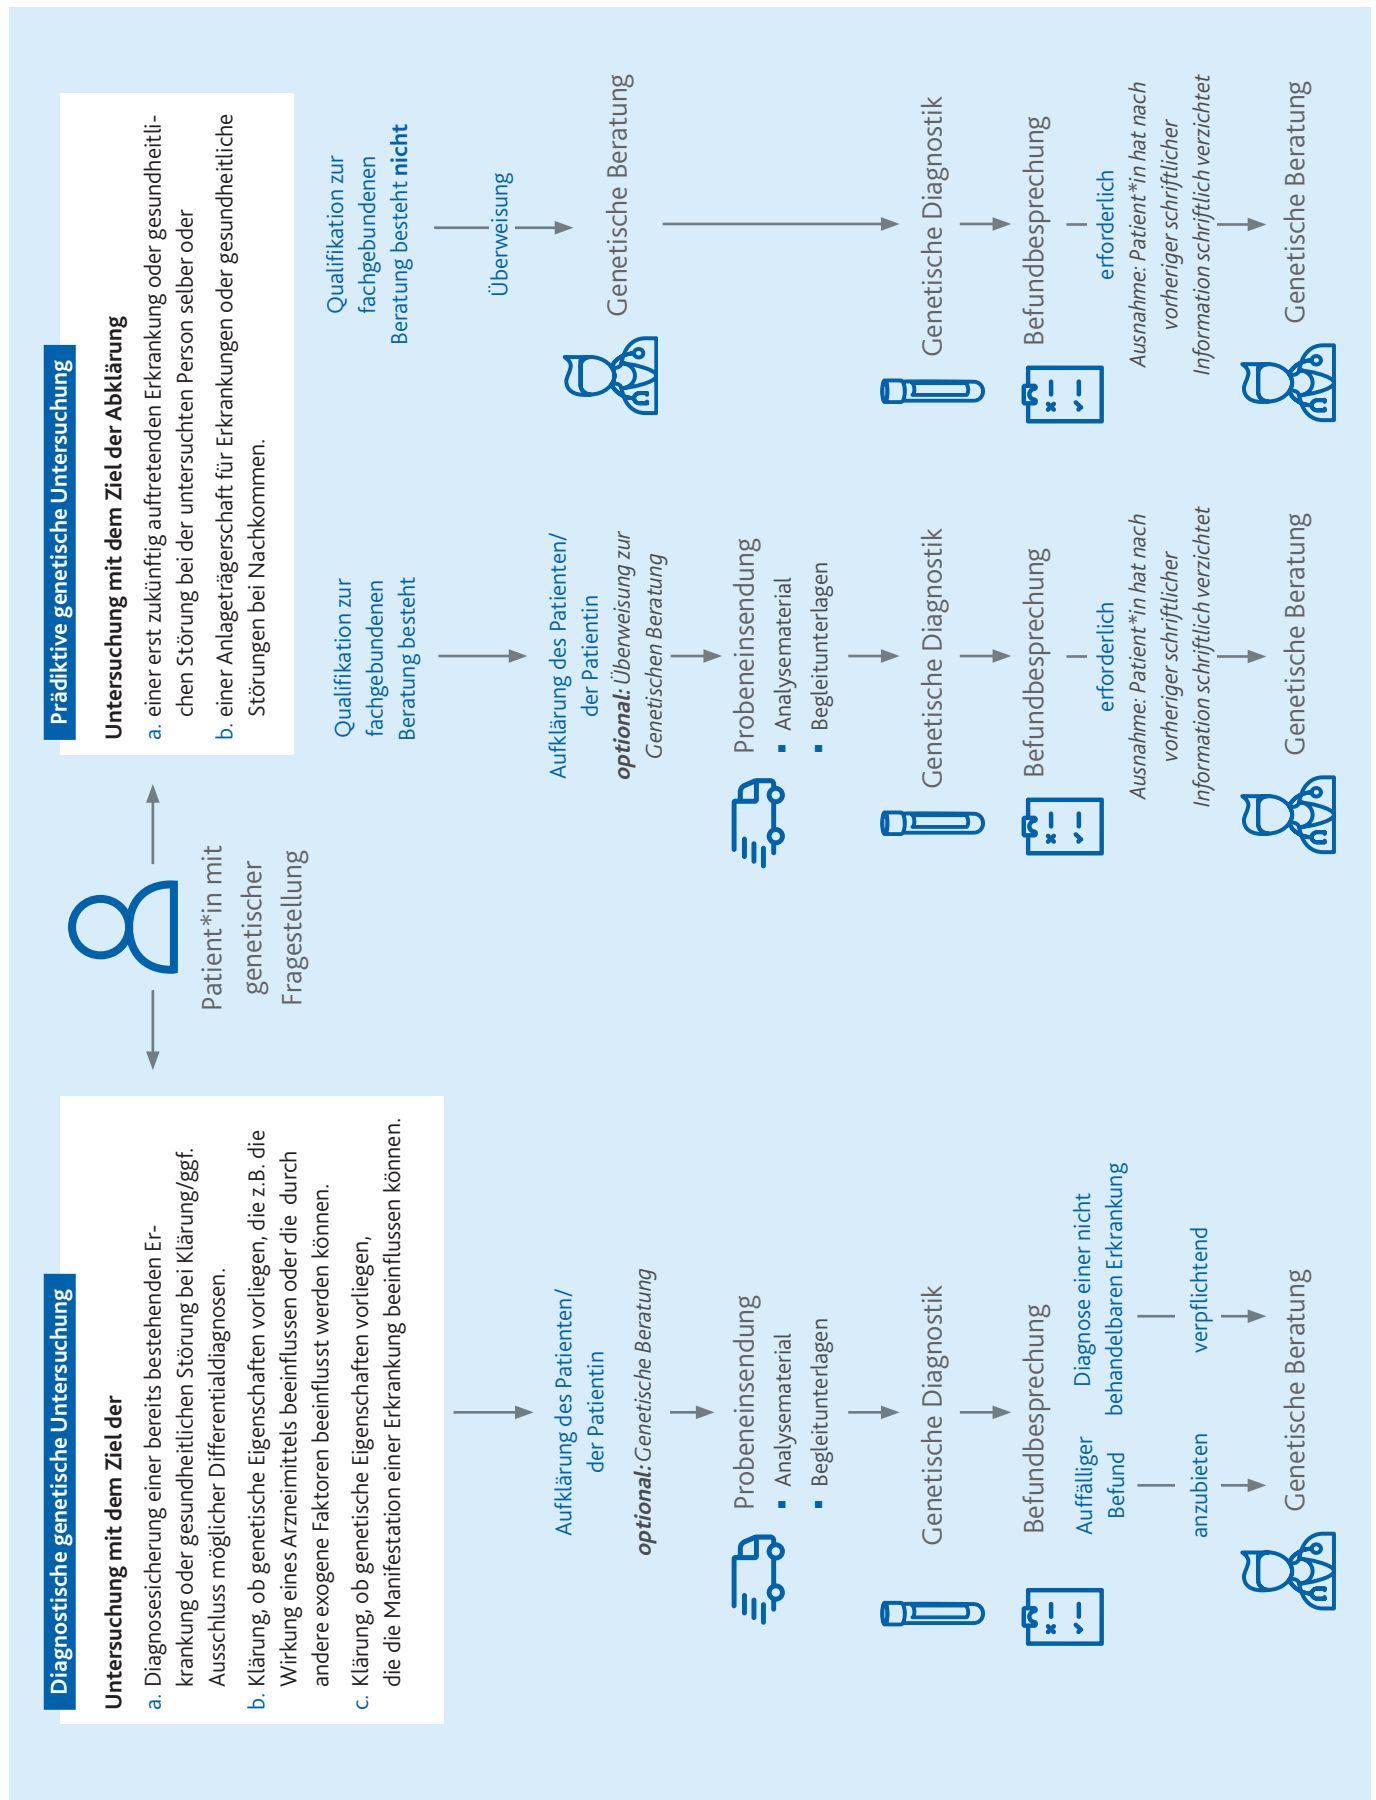 Patient*in mit
genetischer
Fragestellung
Diagnostische genetische Untersuchung
Untersuchung mit dem Ziel der
a. Diagnosesicherung einer bereits bestehenden Er-
krankung oder gesundheitlichen Störung bei Klärung/ggf.
Ausschluss möglicher Differentialdiagnosen.
b. Klärung, ob genetische Eigenschaften vorliegen, die z.B. die
Wirkung eines Arzneimittels beeinflussen oder die durch
andere exogene Faktoren beeinflusst werden können.
c. Klärung, ob genetische Eigenschaften vorliegen,
die die Manifestation einer Erkrankung beeinflussen können.
Aufklärung des Patienten/
der Patientin
optional: Genetische Beratung
Probeneinsendung
▪ Analysematerial
▪ Begleitunterlagen
Genetische Diagnostik
Befundbesprechung
Auffälliger
Befund
anzubieten
Diagnose einer nicht
behandelbaren Erkrankung
verpflichtend
Genetische Beratung
Prädiktive genetische Untersuchung
Untersuchung mit dem Ziel der Abklärung
a. einer erst zukünftig auftretenden Erkrankung oder gesundheitli-
chen Störung bei der untersuchten Person selber oder
b. einer Anlageträgerschaft für Erkrankungen oder gesundheitliche
Störungen bei Nachkommen.
Qualifikation zur
fachgebundenen
Beratung besteht
Aufklärung des Patienten/
der Patientin
optional: Überweisung zur
Genetischen Beratung
Probeneinsendung
▪ Analysematerial
▪ Begleitunterlagen
Genetische Diagnostik
Befundbesprechung
erforderlich
Ausnahme: Patient*in hat nach
vorheriger schriftlicher
Information schriftlich verzichtet
Genetische Beratung
Qualifikation zur
fachgebundenen
Beratung besteht nicht
Überweisung
Genetische Beratung
Genetische Diagnostik
Befundbesprechung
erforderlich
Ausnahme: Patient*in hat nach
vorheriger schriftlicher
Information schriftlich verzichtet
Genetische Beratung